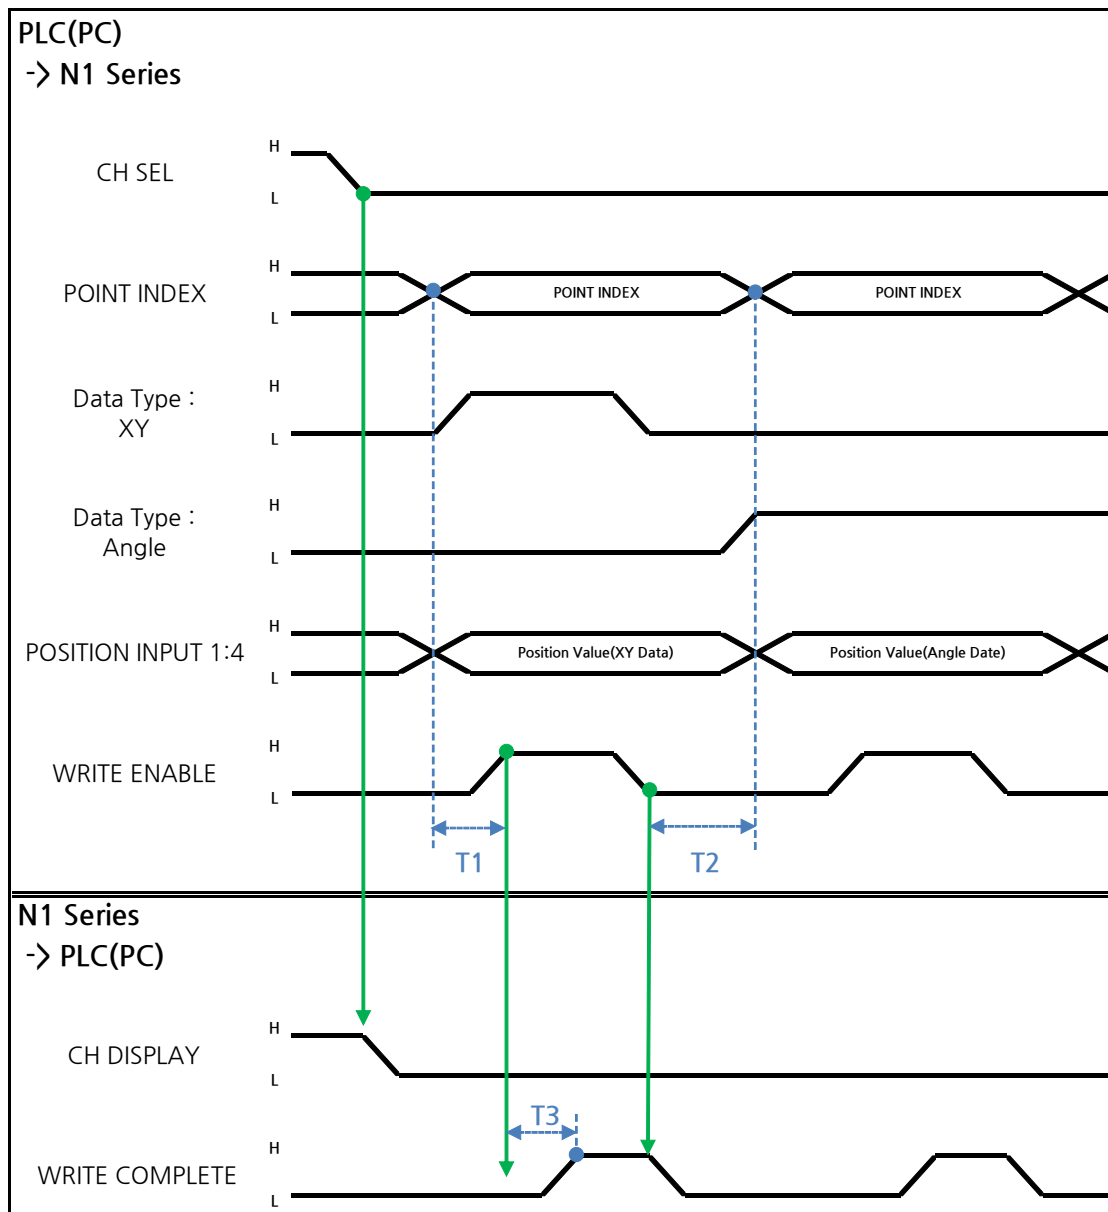 PLC(PC)
-> N1 Series
H
CH SEL
L
H
POINT INDEX
POINT INDEX
POINT INDEX
L
H
Data Type :
XY
L
H
Data Type :
Angle
L
H
POSITION INPUT 1:4
Position Value(XY Data)
Position Value(Angle Date)
L
H
WRITE ENABLE
L
T1
T2
N1 Series
-> PLC(PC)
H
CH DISPLAY
L
T3
H
WRITE COMPLETE
L